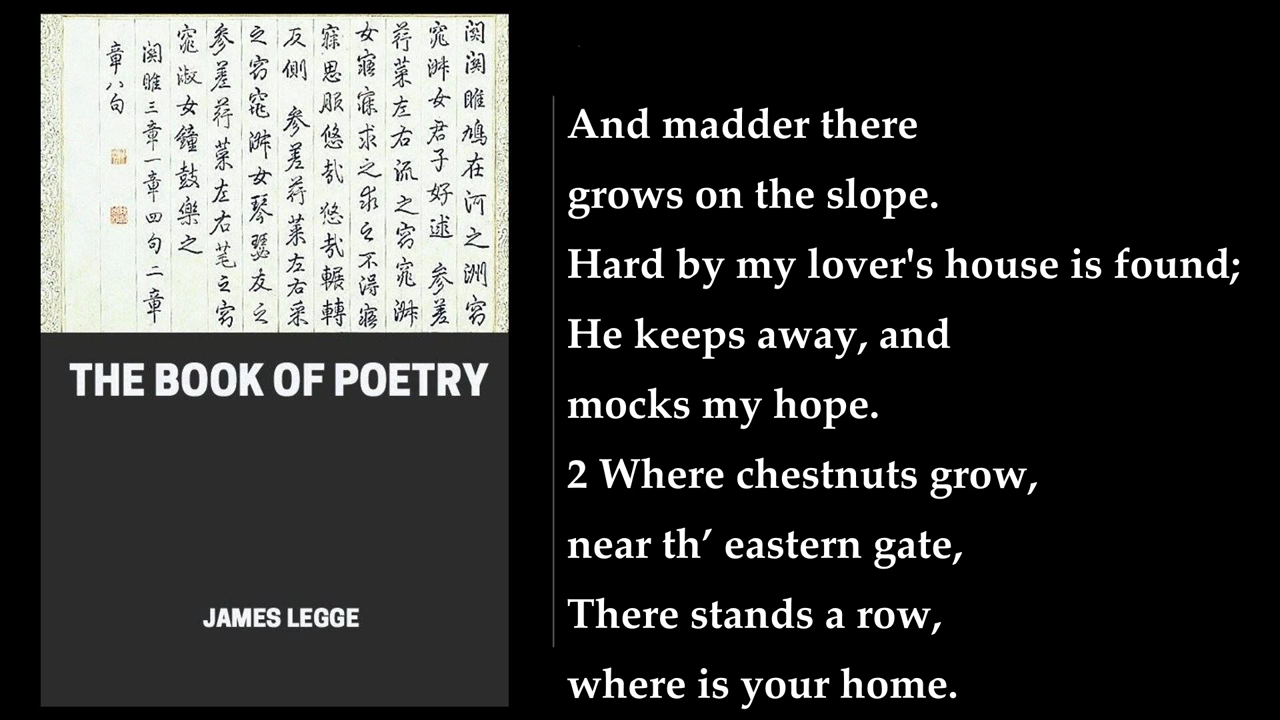 關關雎鳩在河之洲窈
窕淑女君子好逑 參差
荇菜左右流之窈窕淑
女寤寐求之求之不得寤
寐思服悠哉悠哉輾轉
反側 參差荇菜左右采
之窈窕淑女琴瑟友之
參差荇菜左右芼之窈
窕淑女鐘鼓樂之
關雎三章一章四句二章
章八句
THE BOOK OF POETRY
JAMES LEGGE
And madder there
grows on the slope.
Hard by my lover's house is found;
He keeps away, and
mocks my hope.
2 Where chestnuts grow,
near th’ eastern gate,
There stands a row,
where is your home.